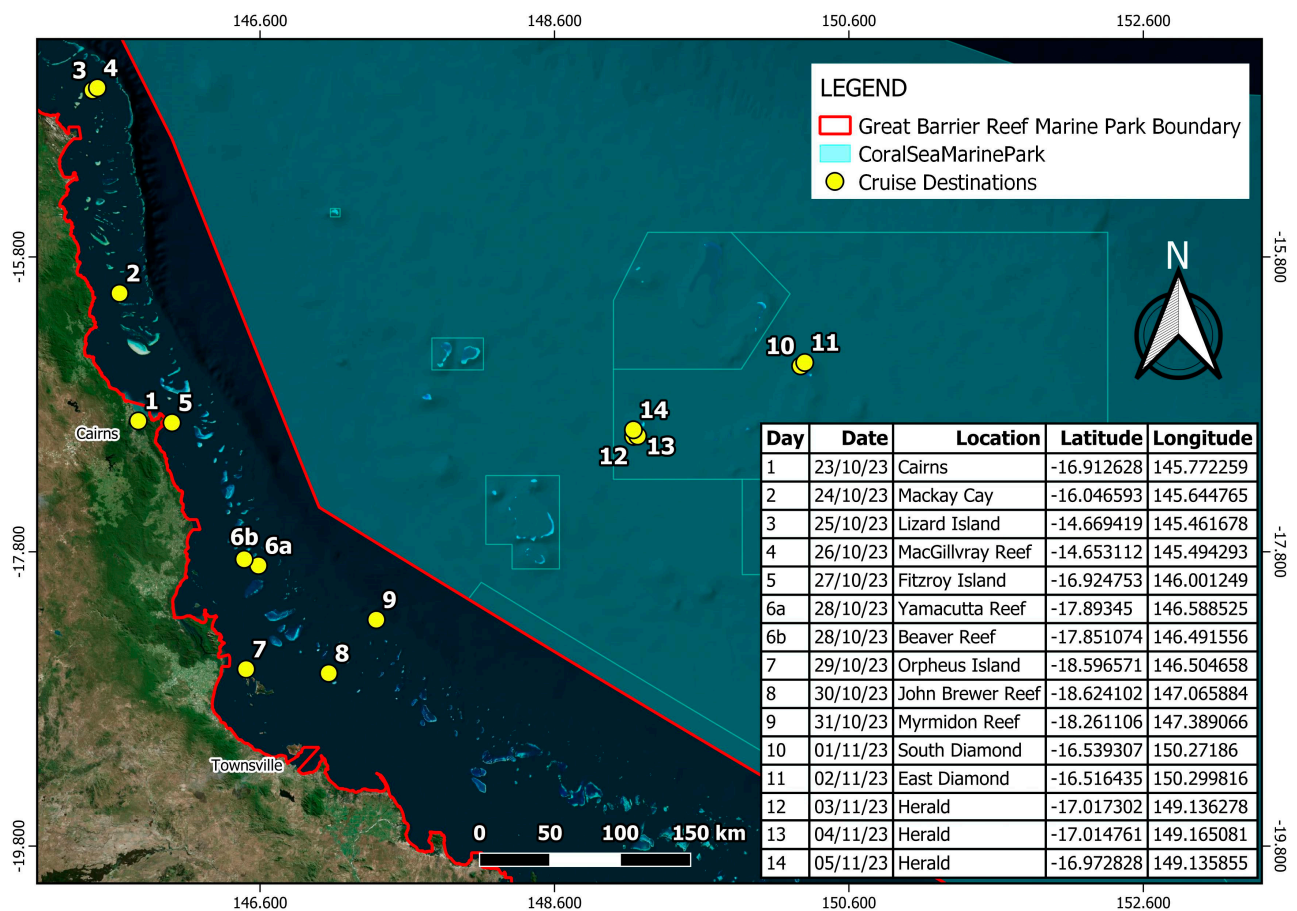 146.600 148.600 150.600 152.600
3 4
LEGEND
Great Barrier Reef Marine Park Boundary
CoralSeaMarinePark
Cruise Destinations
N
-15.800 -15.800
2
10 11
1 5
14
Cairns
12 13
Day Date Location Latitude Longitude
1 23/10/23 Cairns -16.912628 145.772259
2 24/10/23 Mackay Cay -16.046593 145.644765
3 25/10/23 Lizard Island -14.669419 145.461678
4 26/10/23 MacGillvray Reef -14.653112 145.494293
5 27/10/23 Fitzroy Island -16.924753 146.001249
6a 28/10/23 Yamacutta Reef -17.89345 146.588525
6b 28/10/23 Beaver Reef -17.851074 146.491556
7 29/10/23 Orpheus Island -18.596571 146.504658
8 30/10/23 John Brewer Reef -18.624102 147.065884
9 31/10/23 Myrmidon Reef -18.261106 147.389066
10 01/11/23 South Diamond -16.539307 150.27186
11 02/11/23 East Diamond -16.516435 150.299816
12 03/11/23 Herald -17.017302 149.136278
13 04/11/23 Herald -17.014761 149.165081
14 05/11/23 Herald -16.972828 149.135855
6b 6a
-17.800 -17.800
9
7 8
Townsville
0 50 100 150 km
-19.800 -19.800
146.600 148.600 150.600 152.600